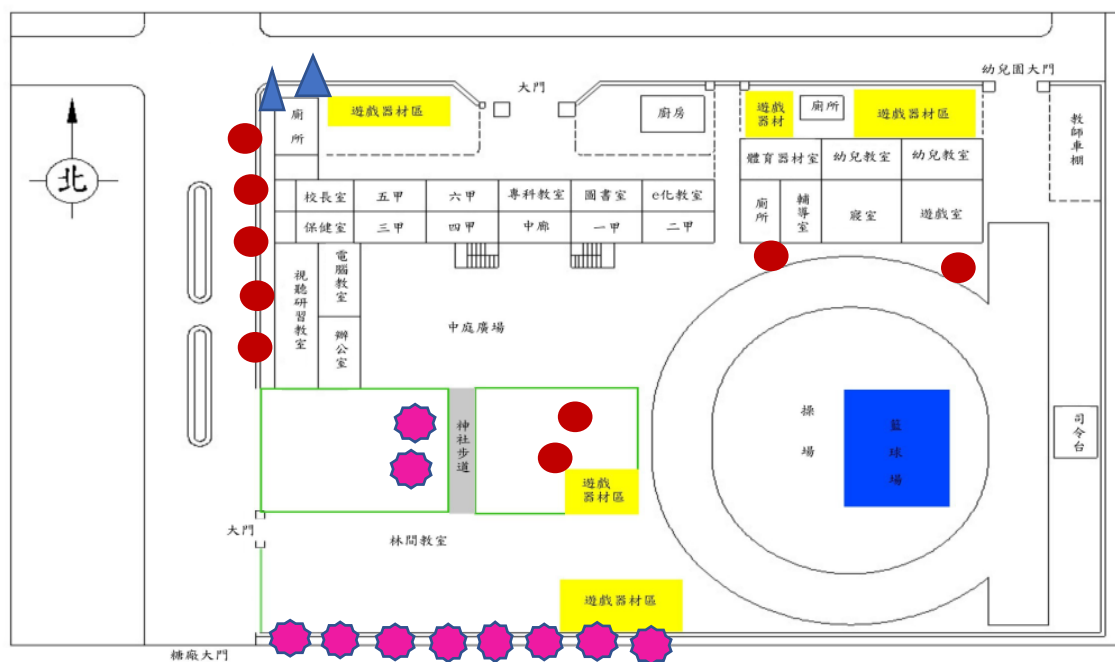 幼兒園大門
大門
遊戲器材區
廁所
廚房
遊戲
器材
廁所
遊戲器材區
教師車棚
北
體育器材室
幼兒教室
幼兒教室
校長室
五甲
六甲
專科教室
圖書室
e化教室
廁所
輔導室
寢室
遊戲室
保健室
三甲
四甲
中廊
一甲
二甲
視聽研習教室
電腦教室
辦公室
中庭廣場
神社步道
操場
籃球場
司令台
遊戲
器材區
大門
林間教室
遊戲器材區
糖廠大門